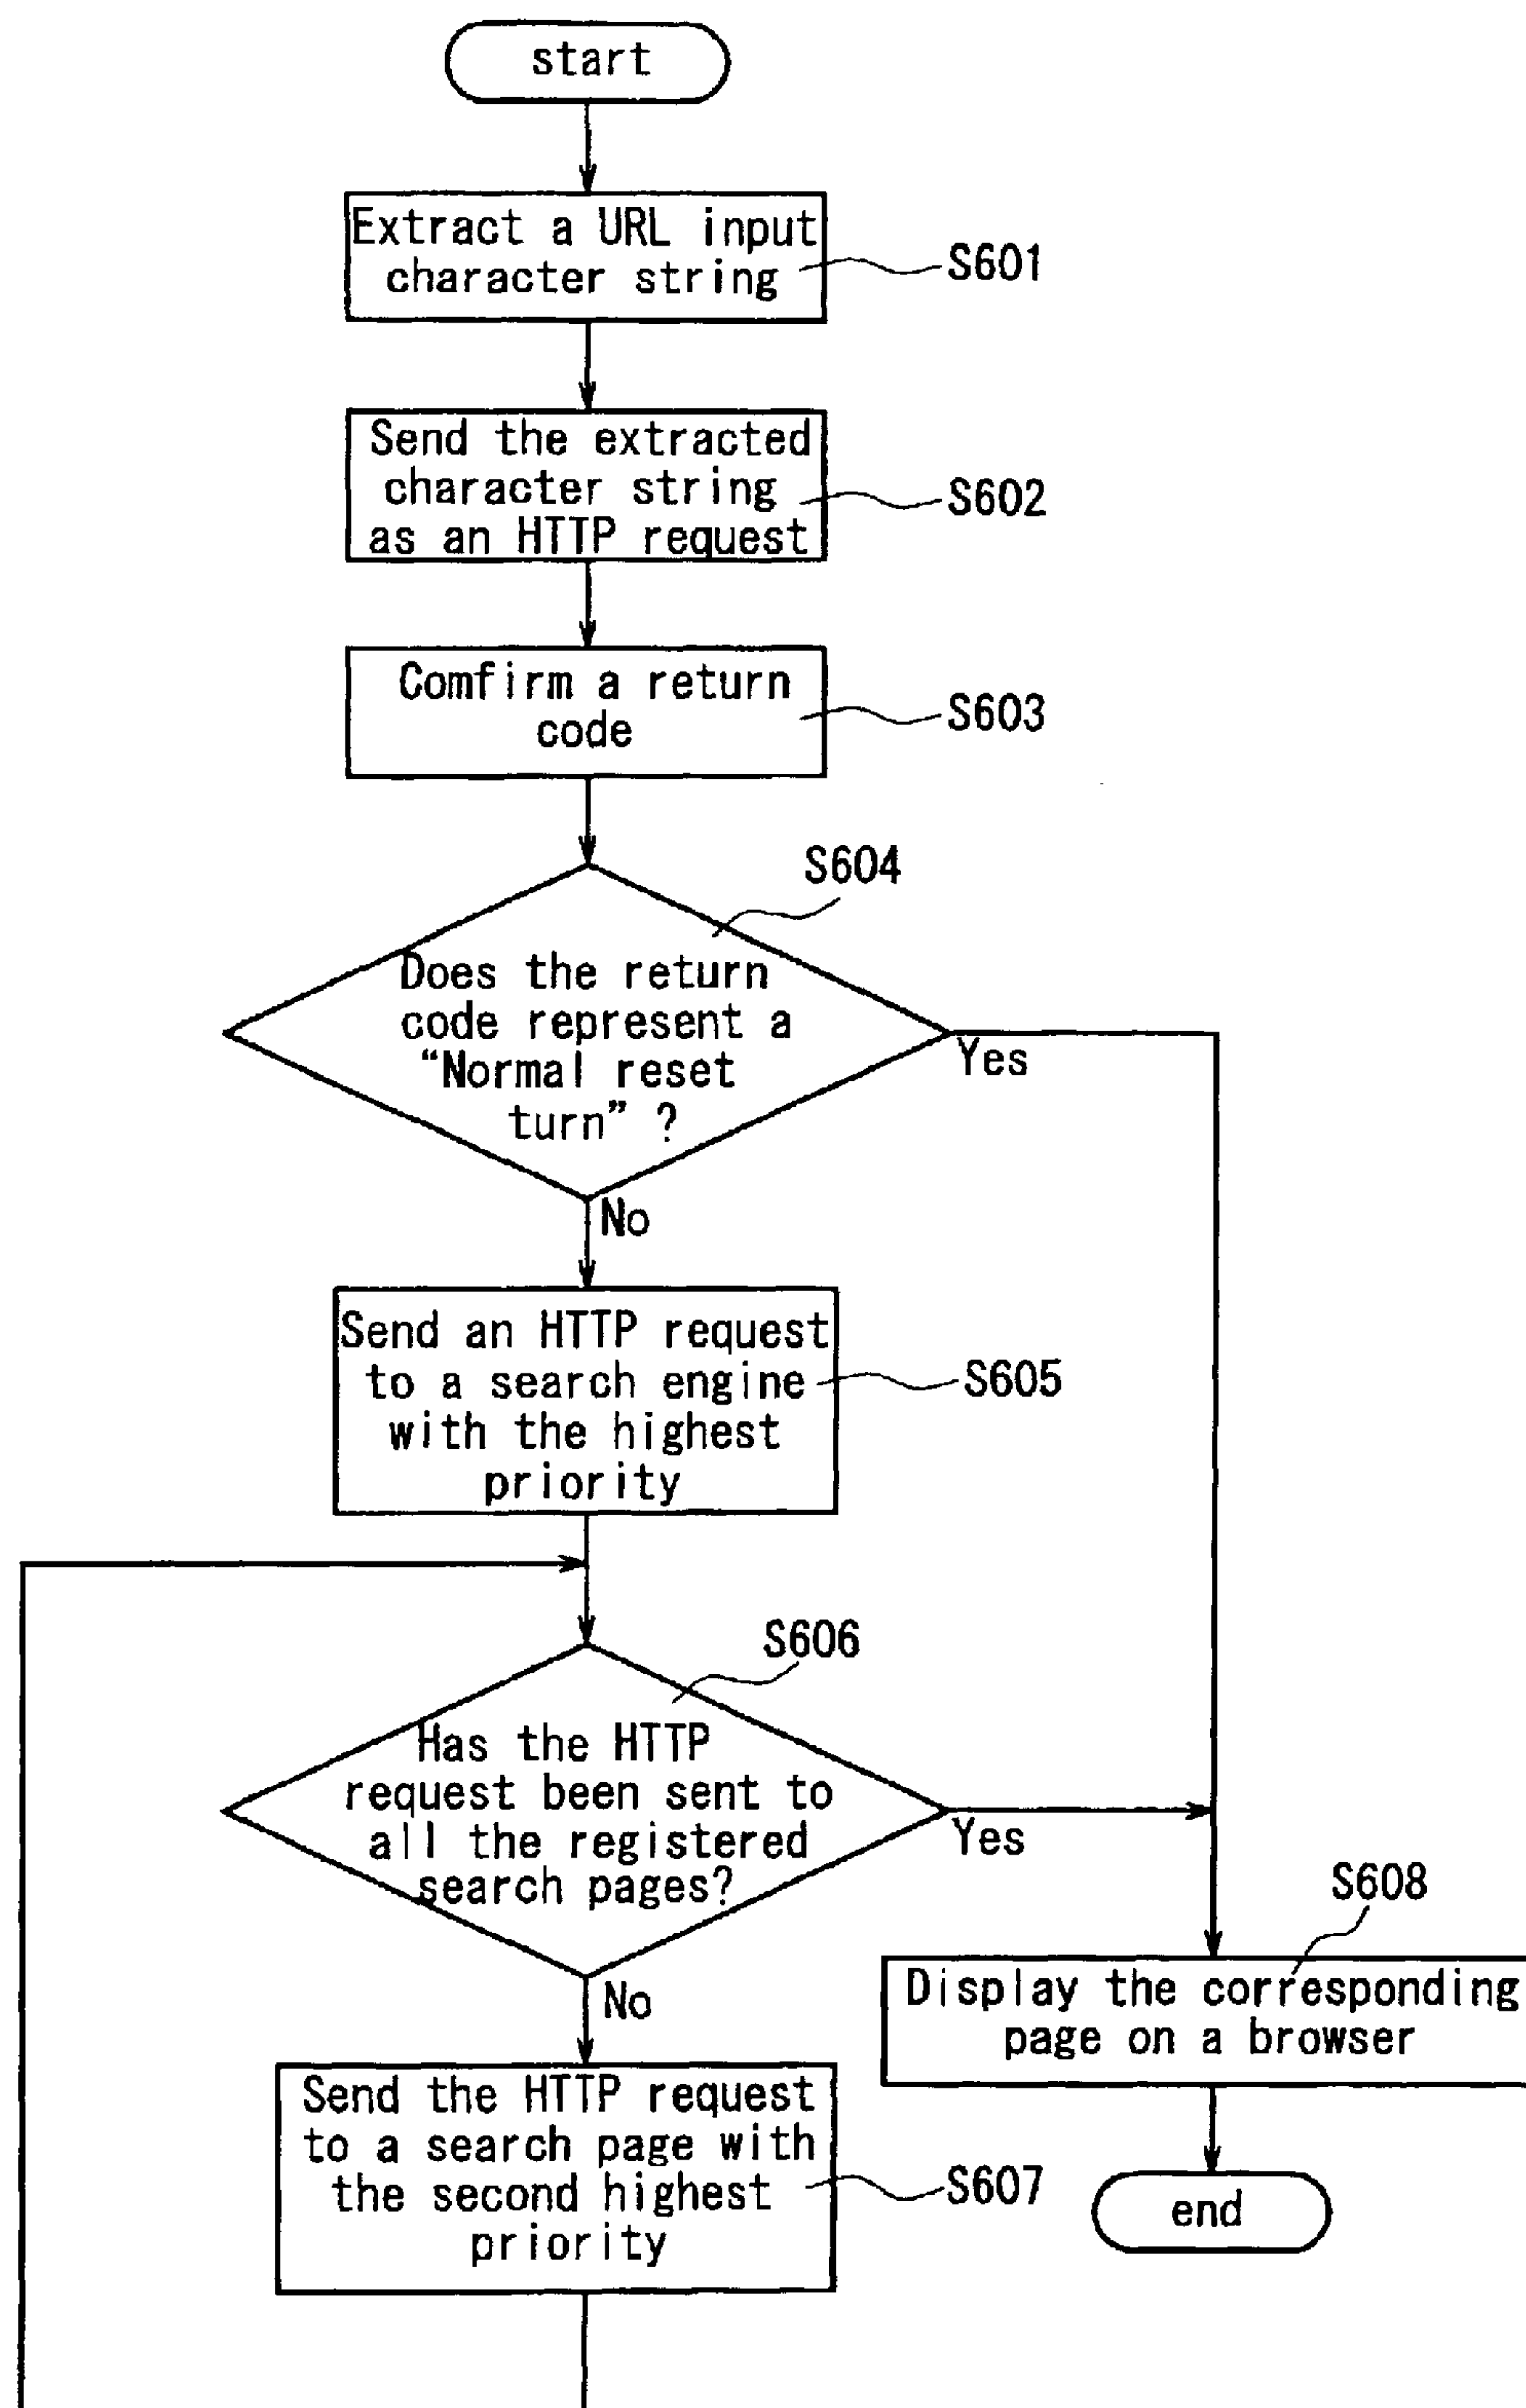 start
Extract a URL input
character string
S601
Send the extracted
character string
as an HTTP request
S602
Comfirm a return
code
S603
S604
Does the return
code represent a
“Normal reset
turn” ?
Yes
No
Send an HTTP request
to a search engine
with the highest
priority
S605
S606
Has the HTTP
request been sent to
all the registered
search pages?
Yes
No
S608
Display the corresponding
page on a browser
Send the HTTP request
to a search page with
the second highest
priority
S607
end